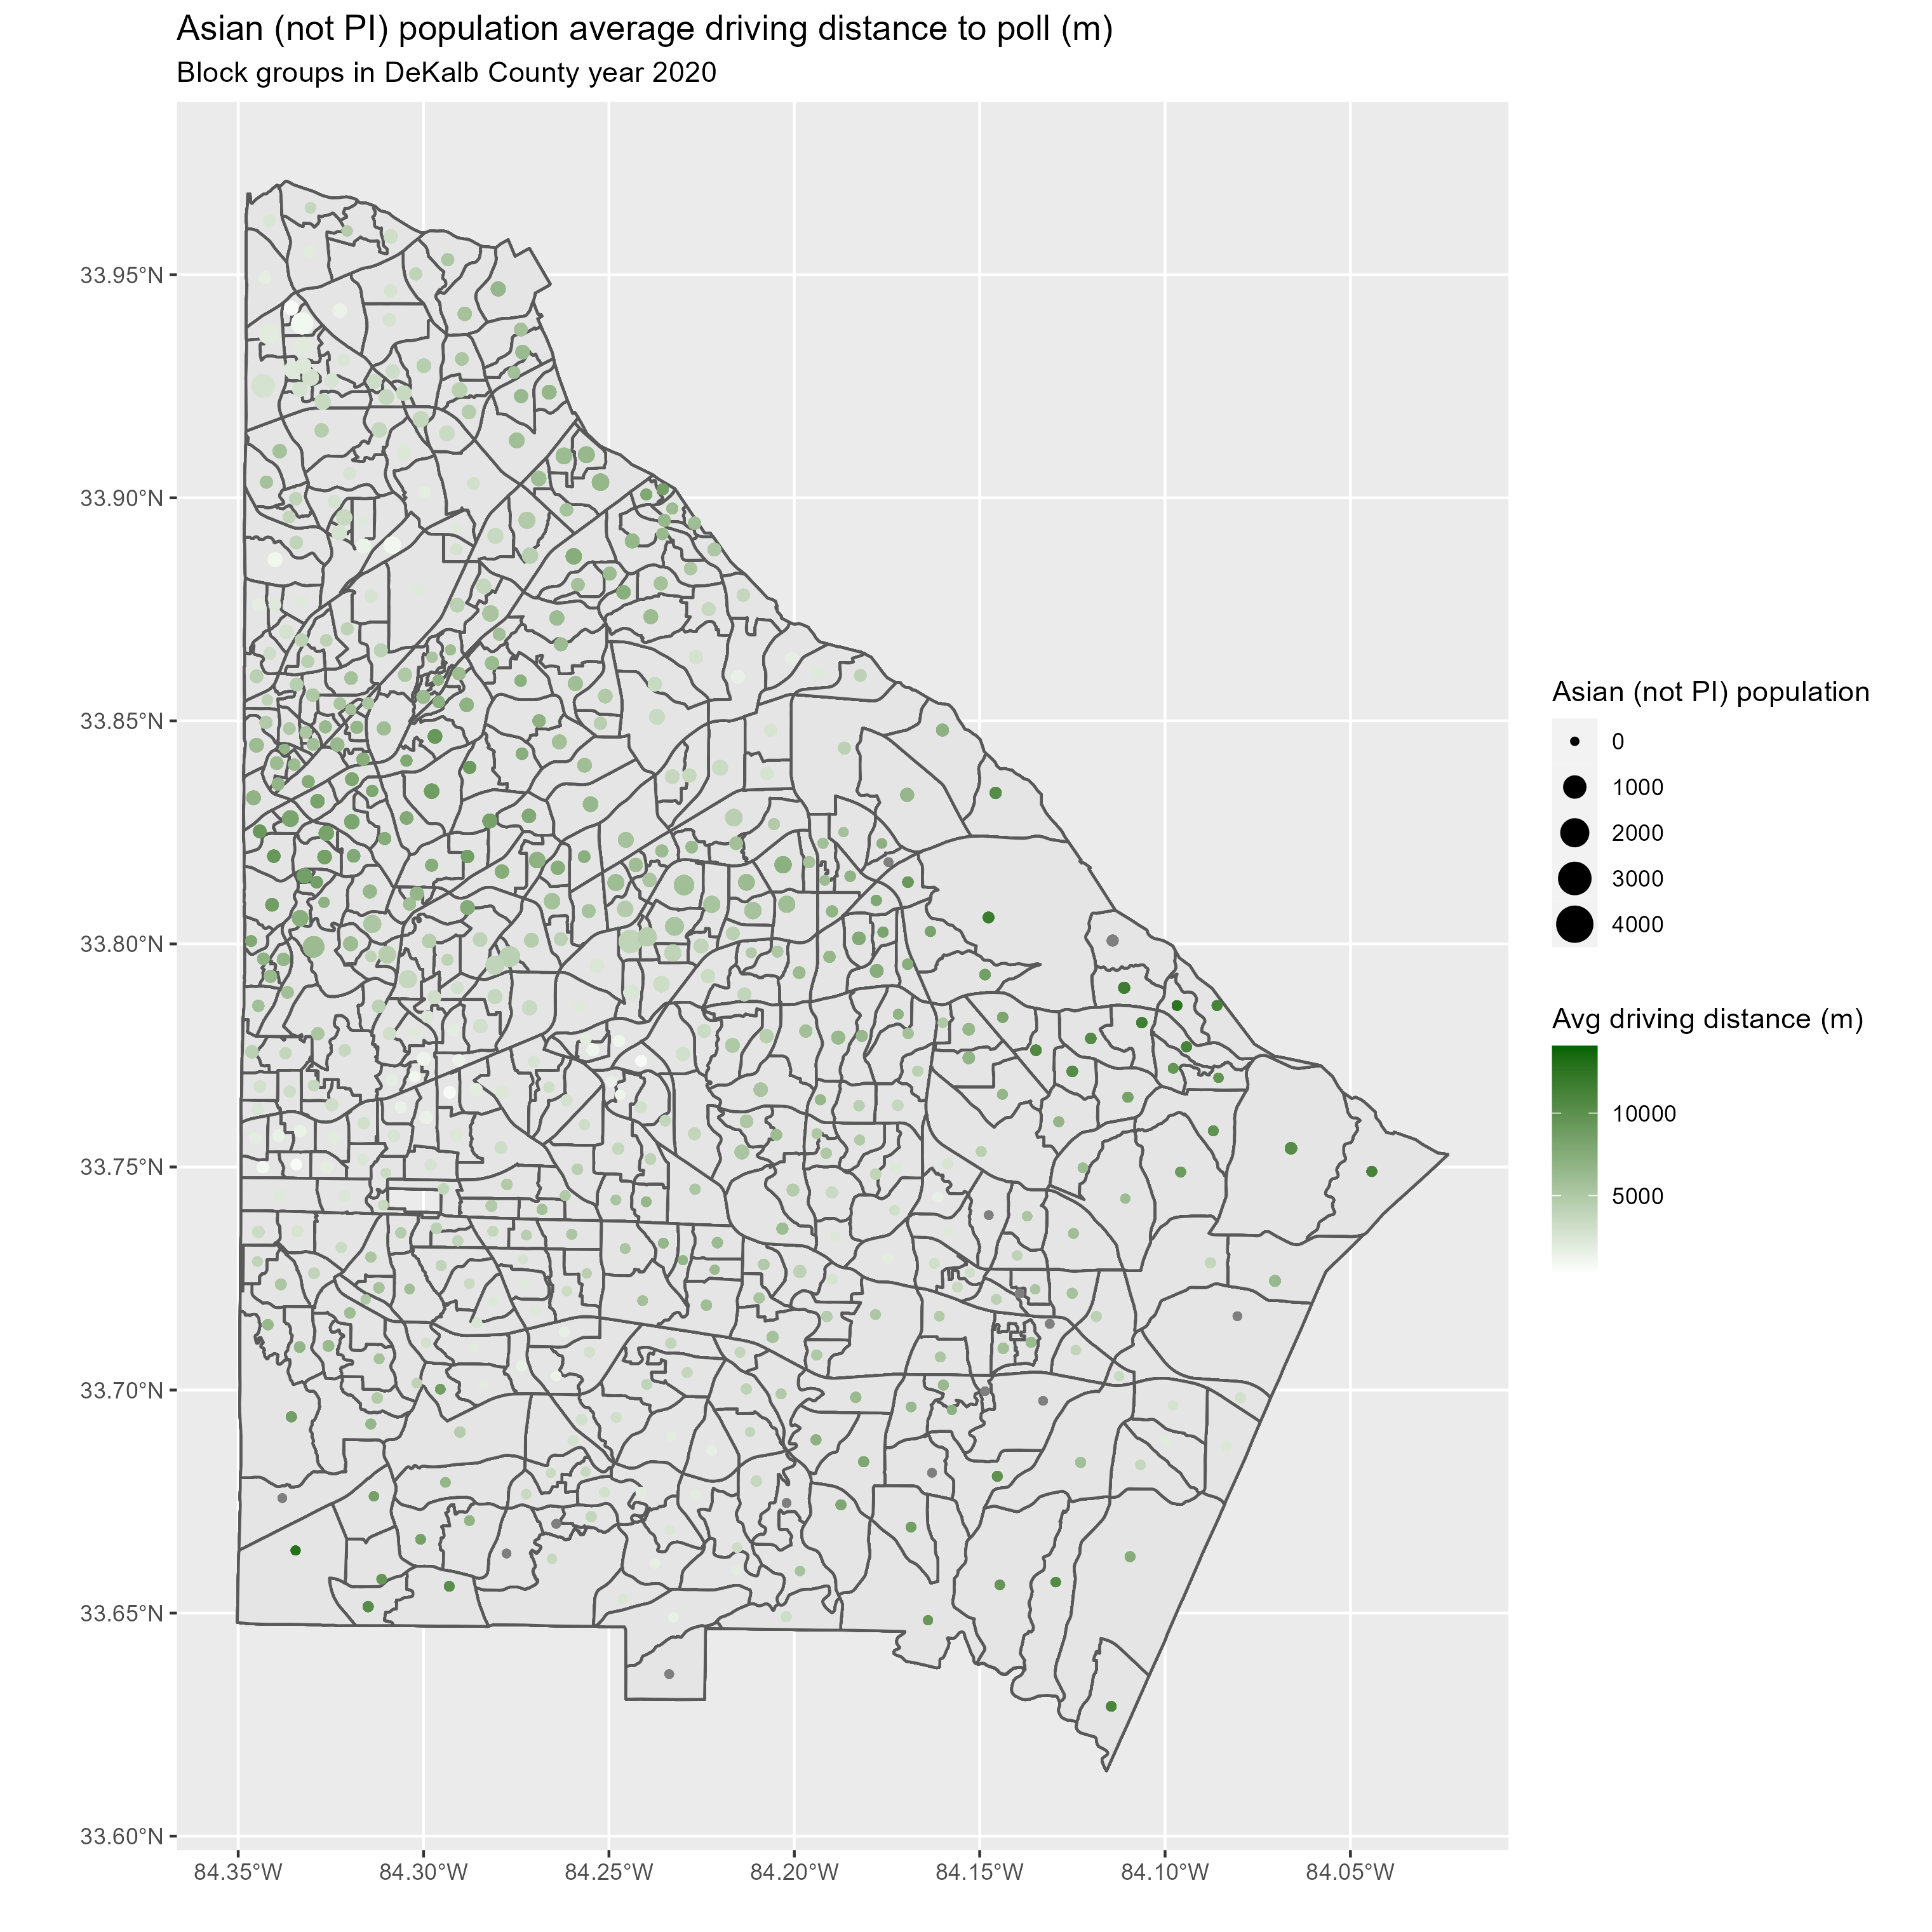 Asian (not PI) population average driving distance to poll (m)
Block groups in DeKalb County year 2020
33.95°N
33.90°N
33.85°N
33.80°N
33.75°N
33.70°N
33.65°N
33.60°N
84.35°W
84.30°W
84.25°W
84.20°W
84.15°W
84.10°W
84.05°W
Asian (not PI) population
0
1000
2000
3000
4000
Avg driving distance (m)
10000
5000